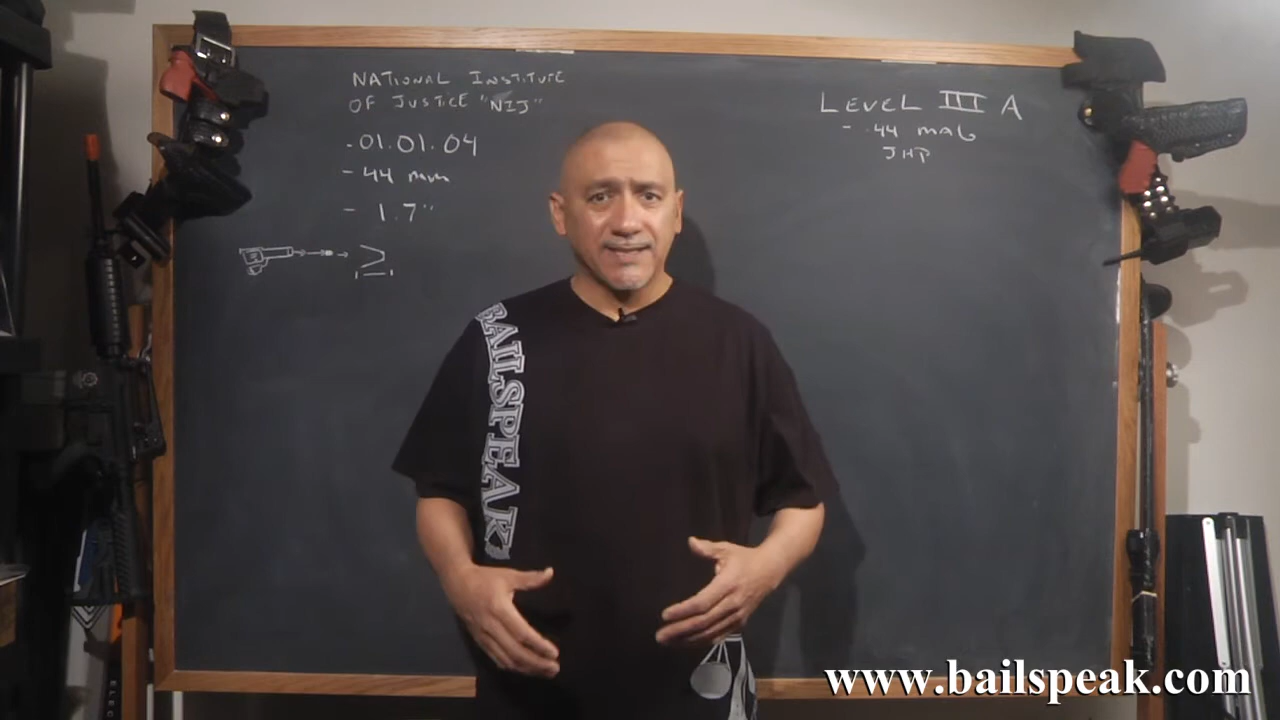 NATIONAL INSTITUTE
OF JUSTICE "NIJ"
- 01.01.04
- 44 mm
- 1.7"
≥
LEVEL III A
- .44 MAG
JHP
BAILSPEAK
www.bailspeak.com